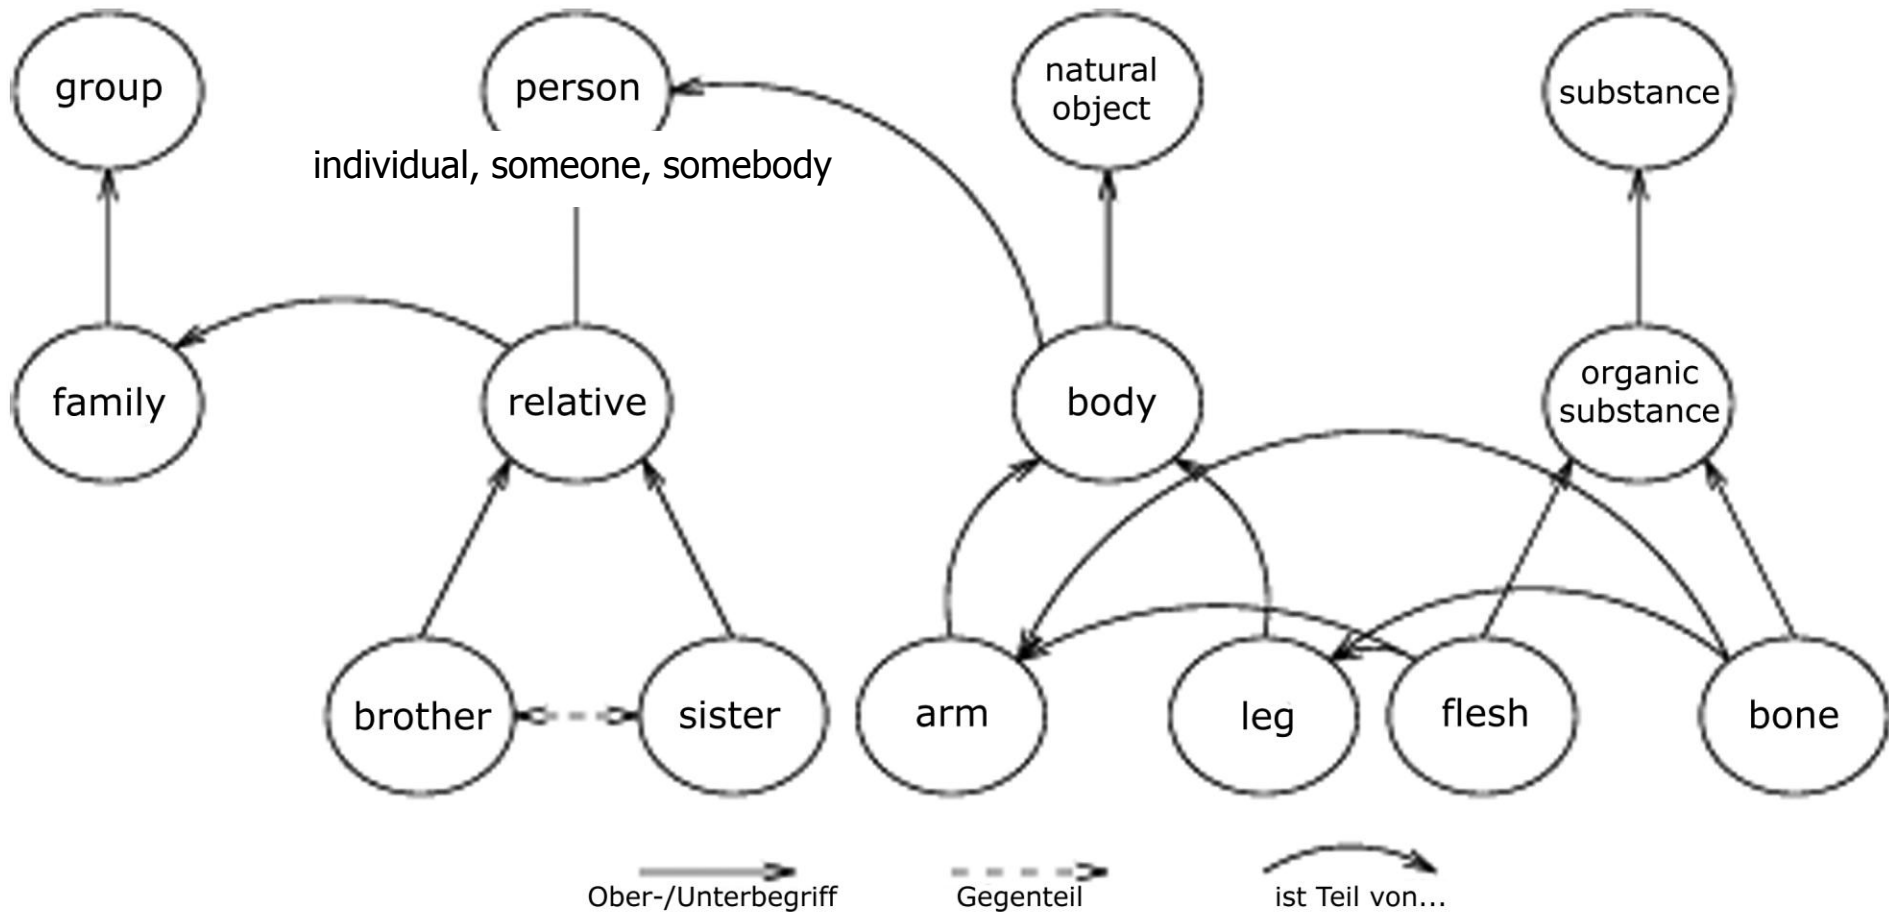 group
person
natural
object
substance
individual, someone, somebody
family
relative
body
organic
substance
brother
sister
arm
leg
flesh
bone
Ober-/Unterbegriff
Gegenteil
ist Teil von...